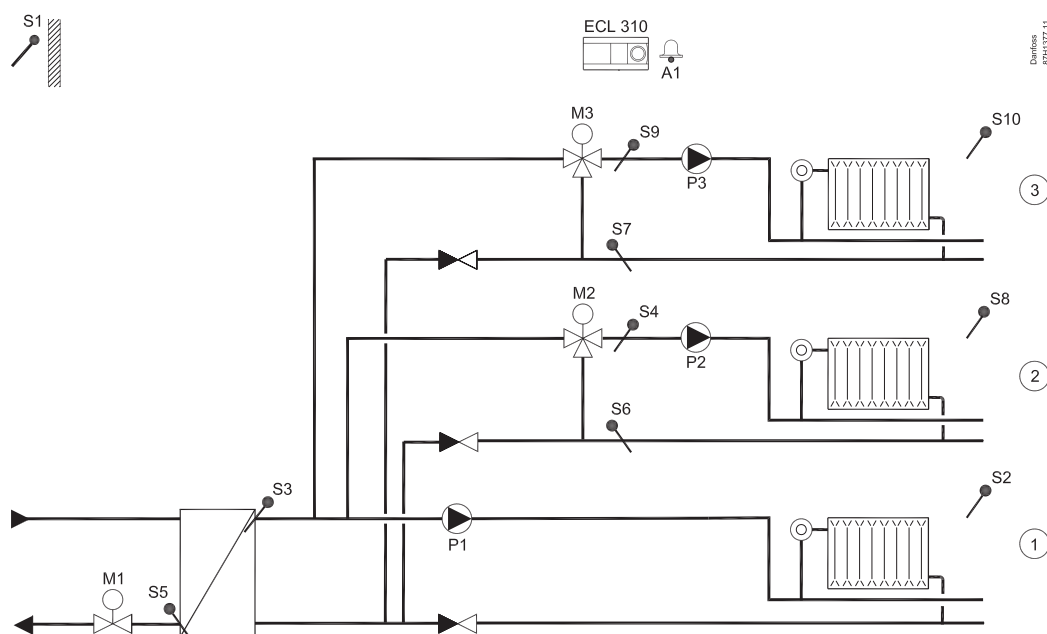 S1
ECL 310
A1
Danfoss
87H1377.11
M3
S9
P3
S10
3
S7
M2
S4
P2
S8
2
S6
S3
P1
S2
1
M1
S5